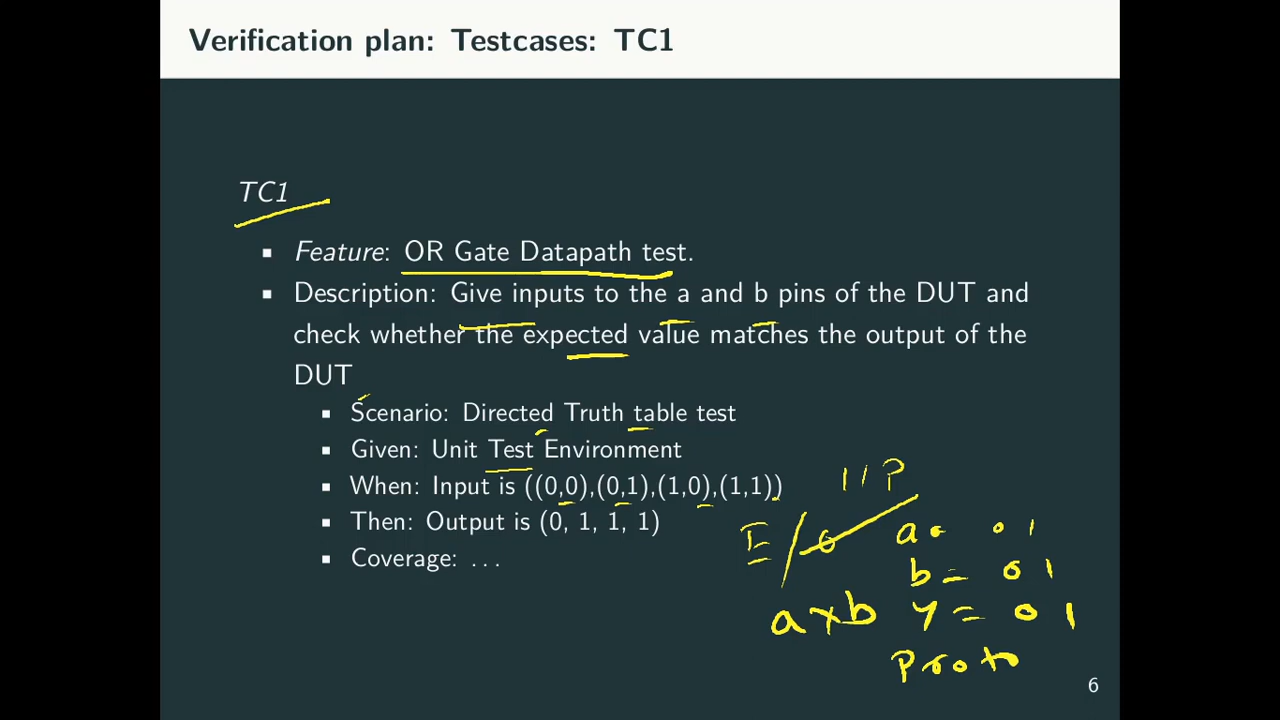 Verification plan: Testcases: TC1
TC1
Feature: OR Gate Datapath test.
Description: Give inputs to the a and b pins of the DUT and
check whether the expected value matches the output of the
DUT
Scenario: Directed Truth table test
Given: Unit Test Environment
When: Input is ((0,0),(0,1),(1,0),(1,1))
Then: Output is (0, 1, 1, 1)
Coverage: ...
a 0 1
b = 0 1
axb y = 0 1
Proto
6